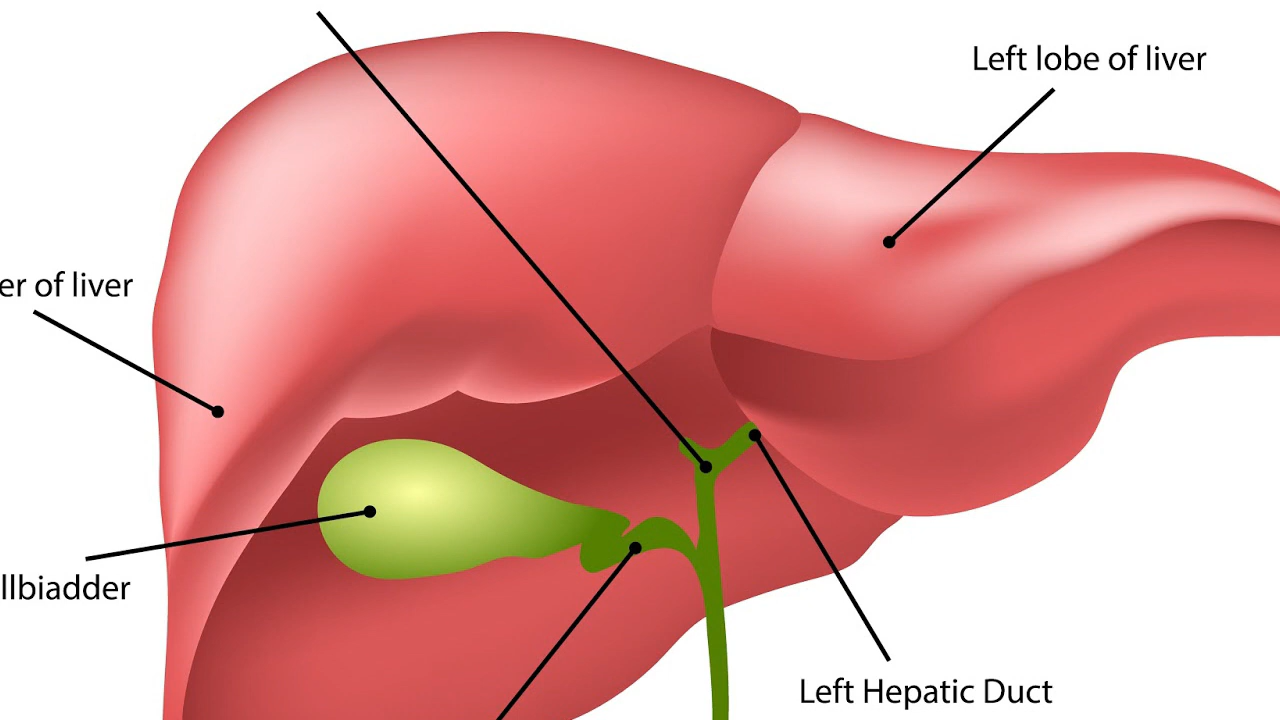 Left lobe of liver
er of liver
llbiadder
Left Hepatic Duct